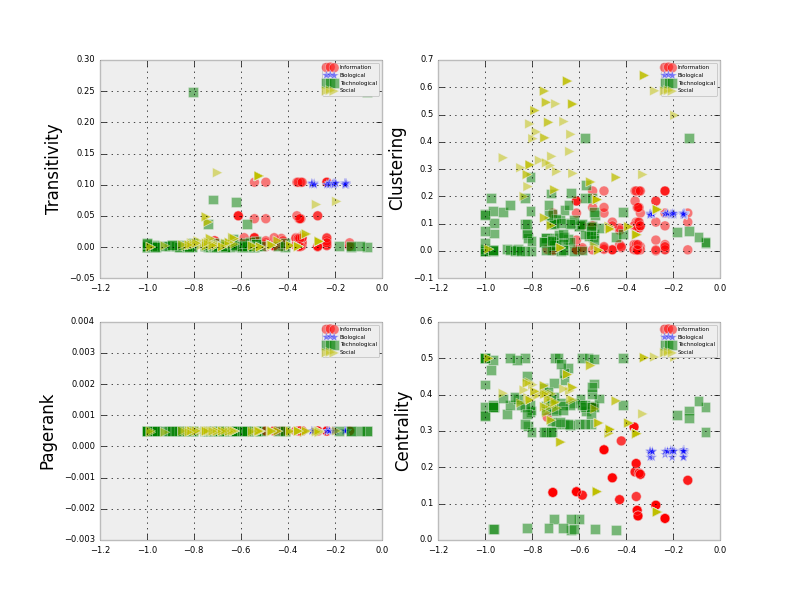 0.30
0.25
0.20
0.15
0.10
0.05
0.00
−0.05
−1.2 −1.0 −0.8 −0.6 −0.4 −0.2 0.0
Transitivity
Information
Biological
Technological
Social
0.7
0.6
0.5
0.4
0.3
0.2
0.1
0.0
−0.1
−1.2 −1.0 −0.8 −0.6 −0.4 −0.2 0.0
Clustering
Information
Biological
Technological
Social
0.004
0.003
0.002
0.001
0.000
−0.001
−0.002
−0.003
−1.2 −1.0 −0.8 −0.6 −0.4 −0.2 0.0
Pagerank
Information
Biological
Technological
Social
0.6
0.5
0.4
0.3
0.2
0.1
0.0
−1.2 −1.0 −0.8 −0.6 −0.4 −0.2 0.0
Centrality
Information
Biological
Technological
Social